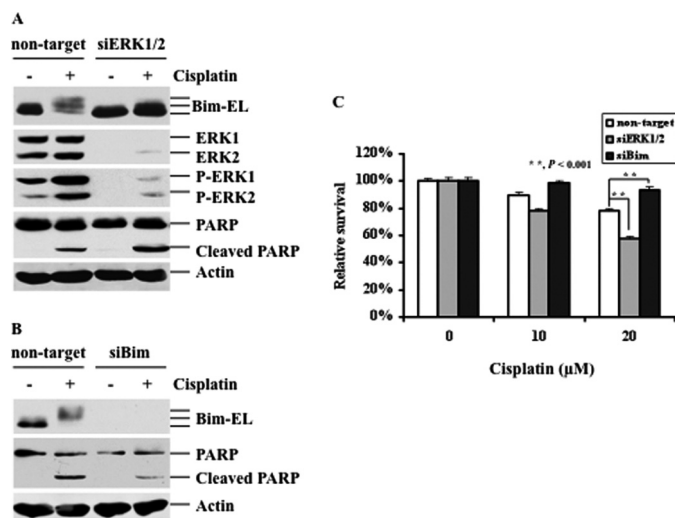 A
non-target siERK1/2
- + - + Cisplatin
Bim-EL
ERK1
ERK2
P-ERK1
P-ERK2
PARP
Cleaved PARP
Actin
B
non-target siBim
- + - + Cisplatin
Bim-EL
PARP
Cleaved PARP
Actin
C
non-target
siERK1/2
siBim
**, P < 0.001
120%
100%
80%
60%
40%
20%
0%
Relative survival
**
**
0 10 20
Cisplatin (µM)